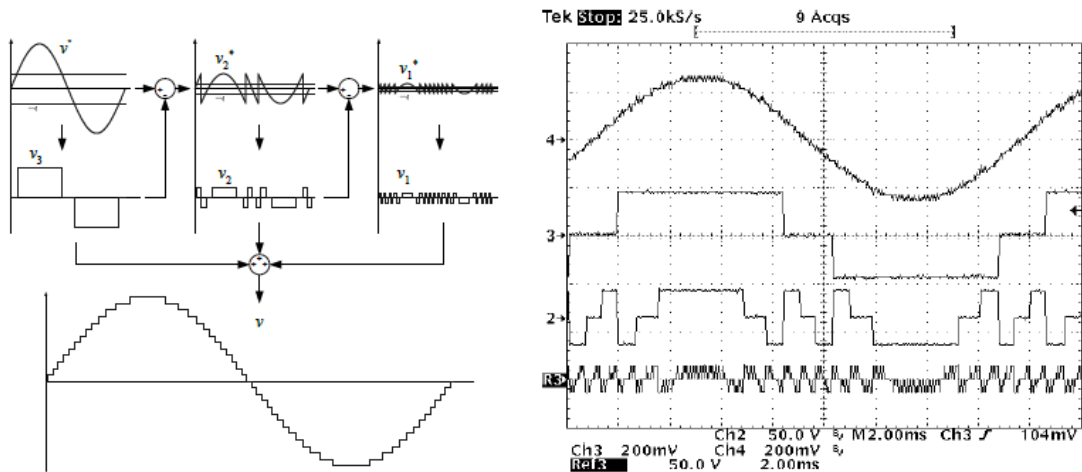 v*
v₂*
v₁*
v₃
v₂
v₁
v
Tek Stop: 25.0kS/s 9 Acqs
4
3
2
R3
Ch2 50.0 V M 2.00ms Ch3 104mV
Ch3 200mV Ch4 200mV
Ref3 50.0 V 2.00ms